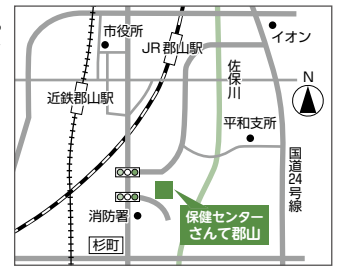 市役所
イオン
JR郡山駅
佐保川
N
近鉄郡山駅
平和支所
国道24号線
消防署
保健センター
さんて郡山
杉町